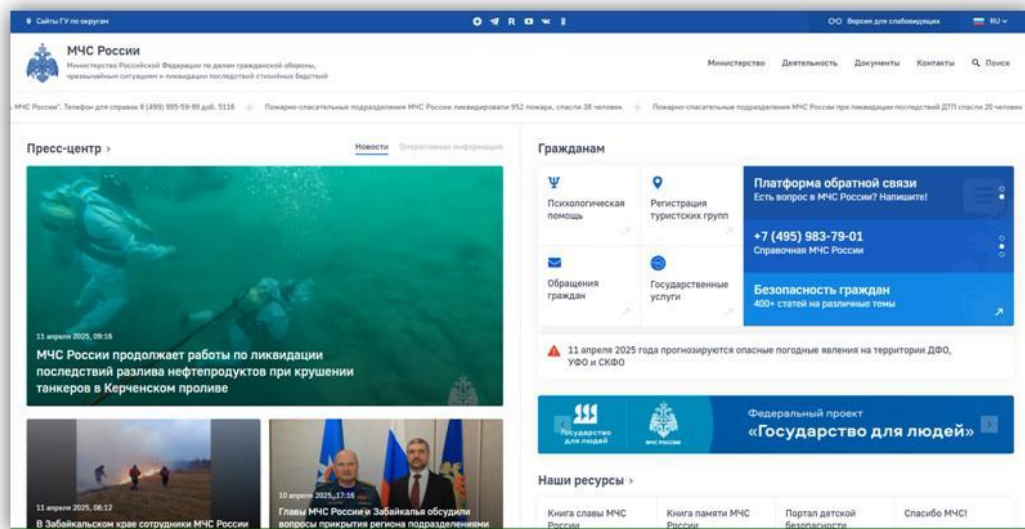 Сайты ГУ по округам
Версия для слабовидящих
RU
МЧС России
Министерство Российской Федерации по делам гражданской обороны,
чрезвычайным ситуациям и ликвидации последствий стихийных бедствий
Министерство Деятельность Документы Контакты Поиск
МЧС России". Телефон для справок 8 (499) 995-59-99 доб. 5118 Пожарно-спасательные подразделения МЧС России ликвидировали 952 пожара, спасли 38 человек Пожарно-спасательные подразделения МЧС России при ликвидации последствий ДТП спасли 20 человек
Пресс-центр
Новости Оперативная информация
11 апреля 2025, 09:16
МЧС России продолжает работы по ликвидации
последствий разлива нефтепродуктов при крушении
танкеров в Керченском проливе
11 апреля 2025, 08:12
В Забайкальском крае сотрудники МЧС России
10 апреля 2025, 17:16
Главы МЧС России и Забайкалья обсудили
вопросы прикрытия региона подразделениями
Гражданам
Психологическая
помощь
Регистрация
туристских групп
Обращения
граждан
Государственные
услуги
Платформа обратной связи
Есть вопрос в МЧС России? Напишите!
+7 (495) 983-79-01
Справочная МЧС России
Безопасность граждан
400+ статей на различные темы
11 апреля 2025 года прогнозируются опасные погодные явления на территории ДФО,
УФО и СКФО
Государство
для людей
МЧС РОССИИ
Федеральный проект
«Государство для людей»
Наши ресурсы
Книга славы МЧС
России
Книга памяти МЧС
России
Портал детской
безопасности
Спасибо МЧС!